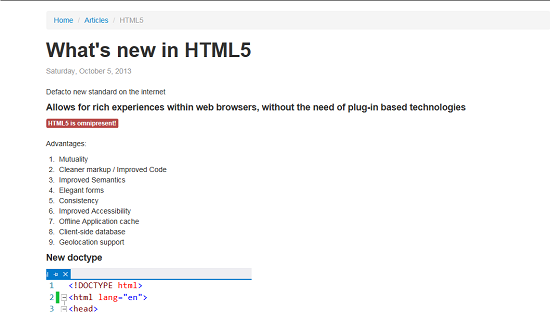 Home / Articles / HTML5
What's new in HTML5
Saturday, October 5, 2013
Defacto new standard on the internet
Allows for rich experiences within web browsers, without the need of plug-in based technologies
HTML5 is omnipresent!
Advantages:
1. Mutuality
2. Cleaner markup / Improved Code
3. Improved Semantics
4. Elegant forms
5. Consistency
6. Improved Accessibility
7. Offline Application cache
8. Client-side database
9. Geolocation support
New doctype
1 <!DOCTYPE html>
2 <html lang="en">
3 <head>